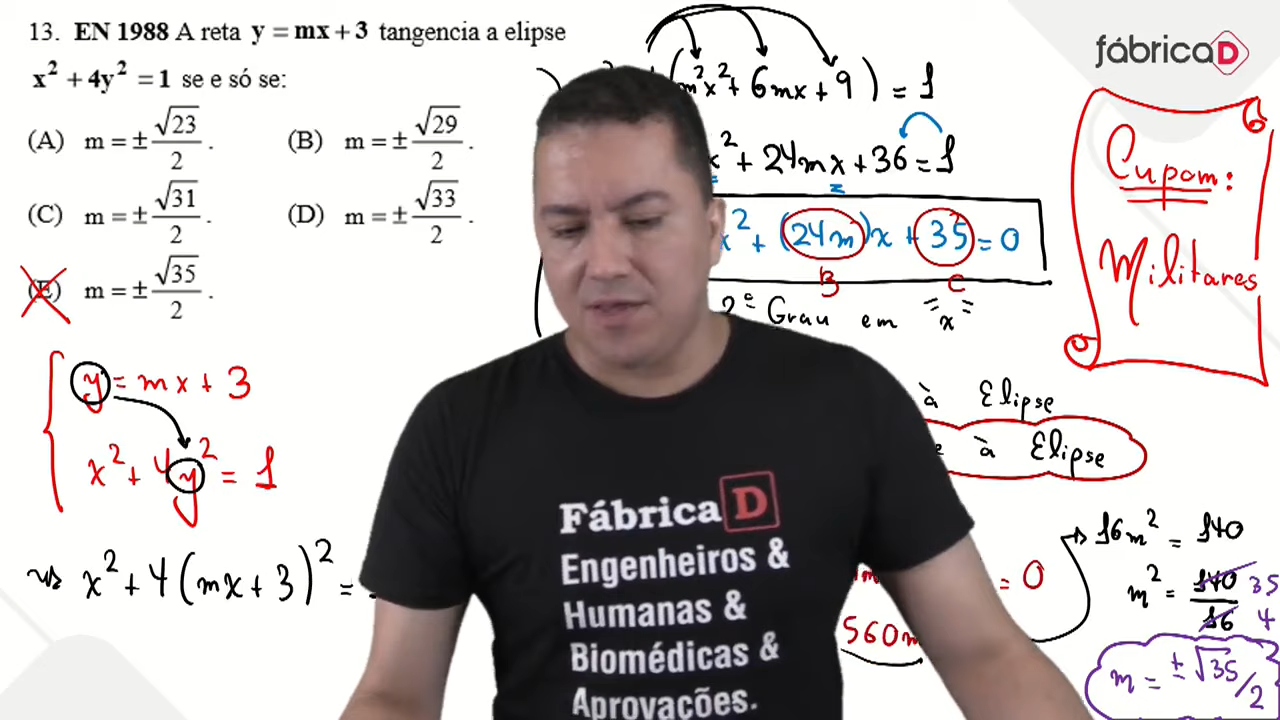 13. EN 1988 A reta y = mx + 3 tangencia a elipse
x² + 4y² = 1 se e só se:
(A) m = ± √23/2 .
(B) m = ± √29/2 .
(C) m = ± √31/2 .
(D) m = ± √33/2 .
(E) m = ± √35/2 .
y = mx + 3
x² + 4y² = 1
x² + 4(mx + 3)² =
m²x² + 6mx + 9) = 1
x² + 24mx + 36 = 1
x² + (24m)x + 35 = 0
B C
2º Grau em "x"
à Elipse
à Elipse
= 0
560m
16m² = 140
m² = 140/16 35/4
m = ±√35/2
fábricaD
Cupom:
Militares
FábricaD
Engenheiros &
Humanas &
Biomédicas &
Aprovações.